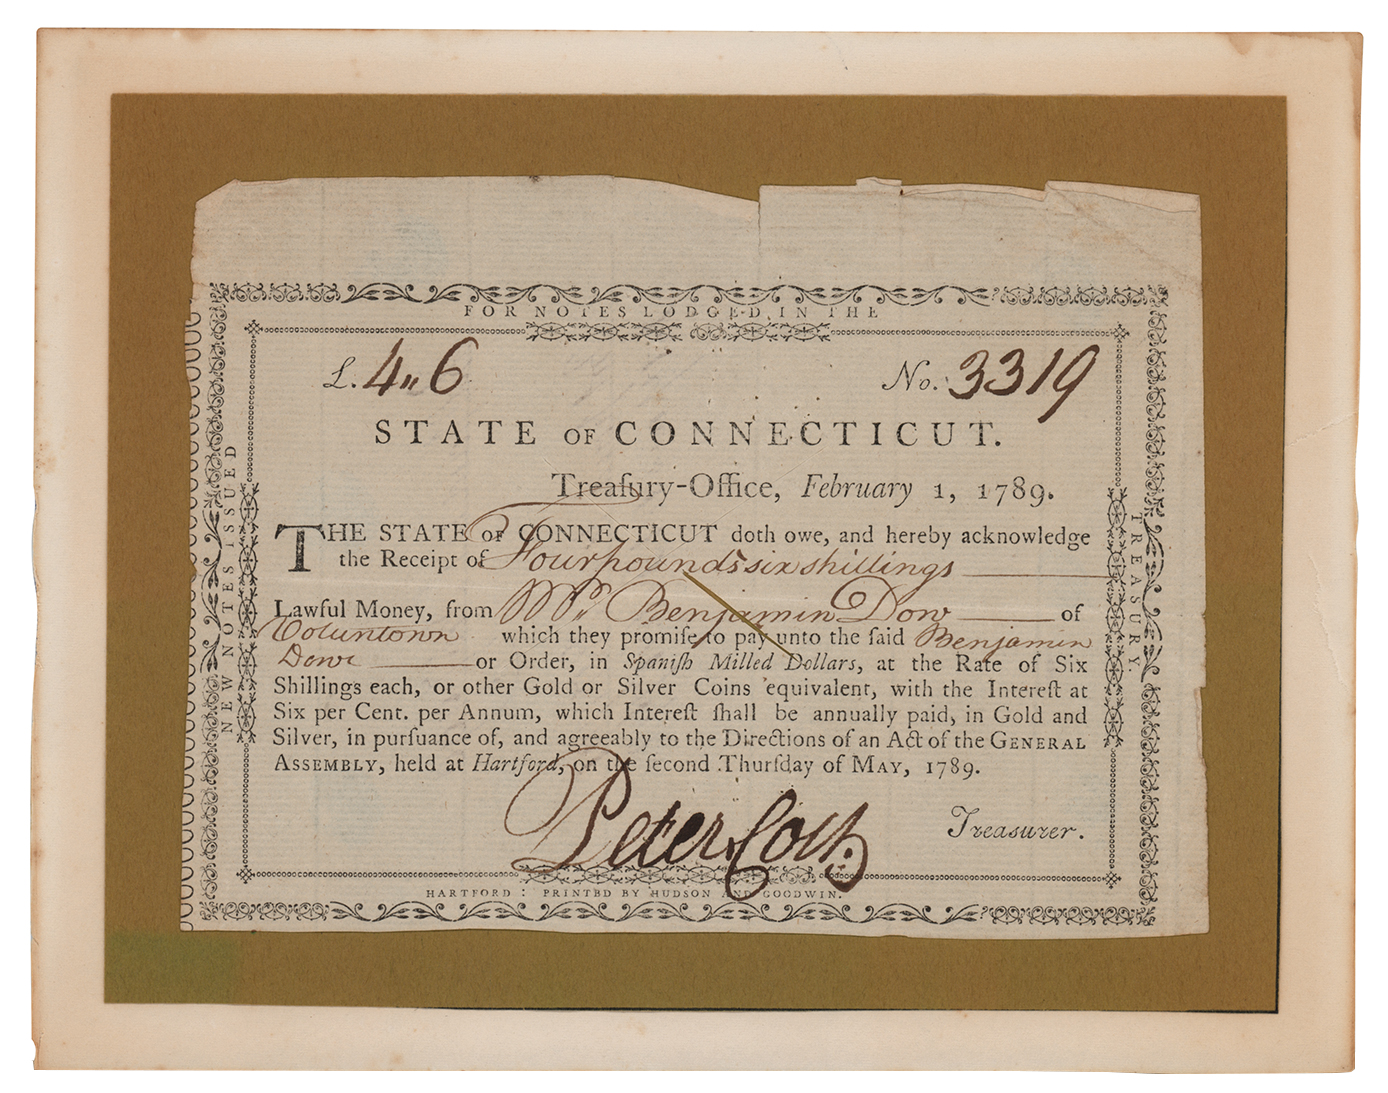 FOR NOTES LODGED IN THE
£. 4〃6 No. 3319
STATE OF CONNECTICUT.
Treaſury-Office, February 1, 1789.
THE STATE OF CONNECTICUT doth owe, and hereby acknowledge
the Receipt of Four pounds six shillings
Lawful Money, from Mr. Benjamin Dow of
Voluntown which they promiſe to pay unto the ſaid Benjamin
Dow or Order, in Spaniſh Milled Dollars, at the Rate of Six
Shillings each, or other Gold or Silver Coins equivalent, with the Intereſt at
Six per Cent. per Annum, which Intereſt ſhall be annually paid, in Gold and
Silver, in purſuance of, and agreeably to the Directions of an Act of the GENERAL
ASSEMBLY, held at Hartford, on the ſecond Thurſday of MAY, 1789.
Peter Colt. Treasurer.
HARTFORD: PRINTED BY HUDSON AND GOODWIN.
NEW NOTES ISSUED
TREASURY.